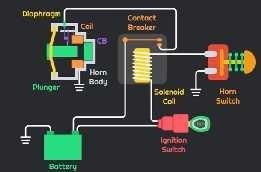 Diaphragm
Coil
CB
Horn
Body
Plunger
Contact
Breaker
Solenoid
Coil
Horn
Switch
Ignition
Switch
Battery